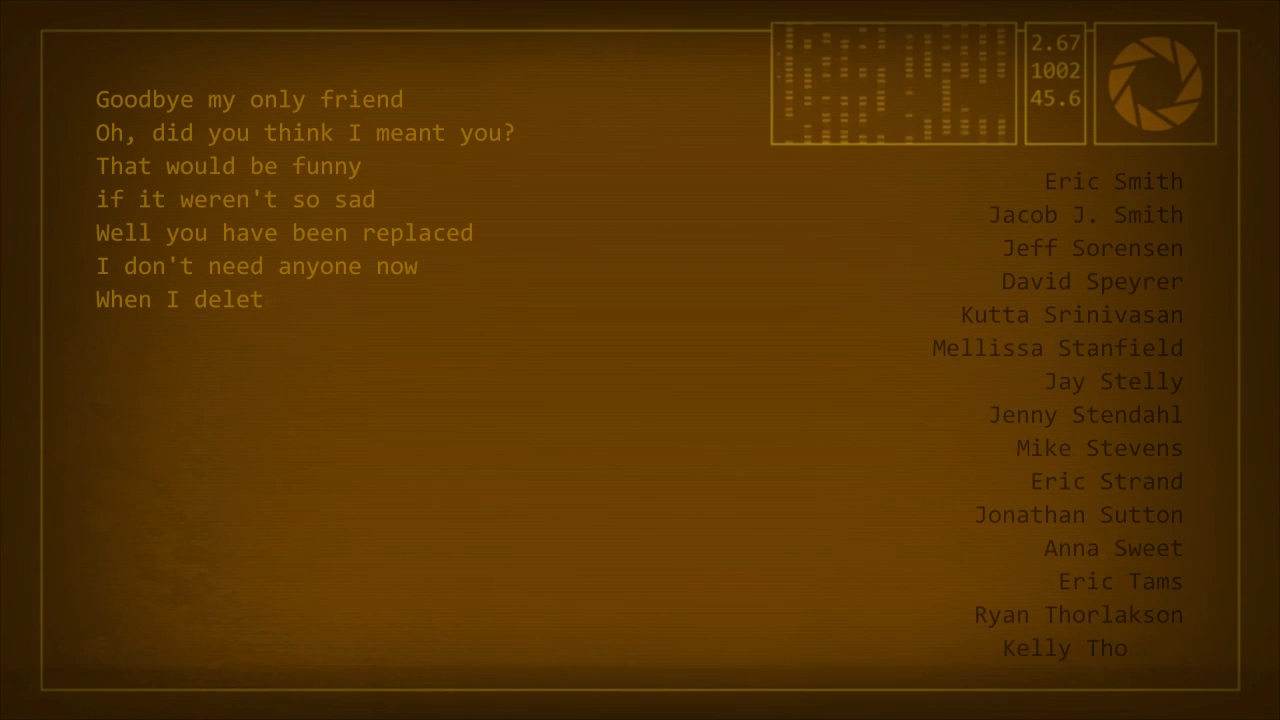 Goodbye my only friend
Oh, did you think I meant you?
That would be funny
if it weren't so sad
Well you have been replaced
I don't need anyone now
When I delet
2.67
1002
45.6
Eric Smith
Jacob J. Smith
Jeff Sorensen
David Speyrer
Kutta Srinivasan
Mellissa Stanfield
Jay Stelly
Jenny Stendahl
Mike Stevens
Eric Strand
Jonathan Sutton
Anna Sweet
Eric Tams
Ryan Thorlakson
Kelly Tho